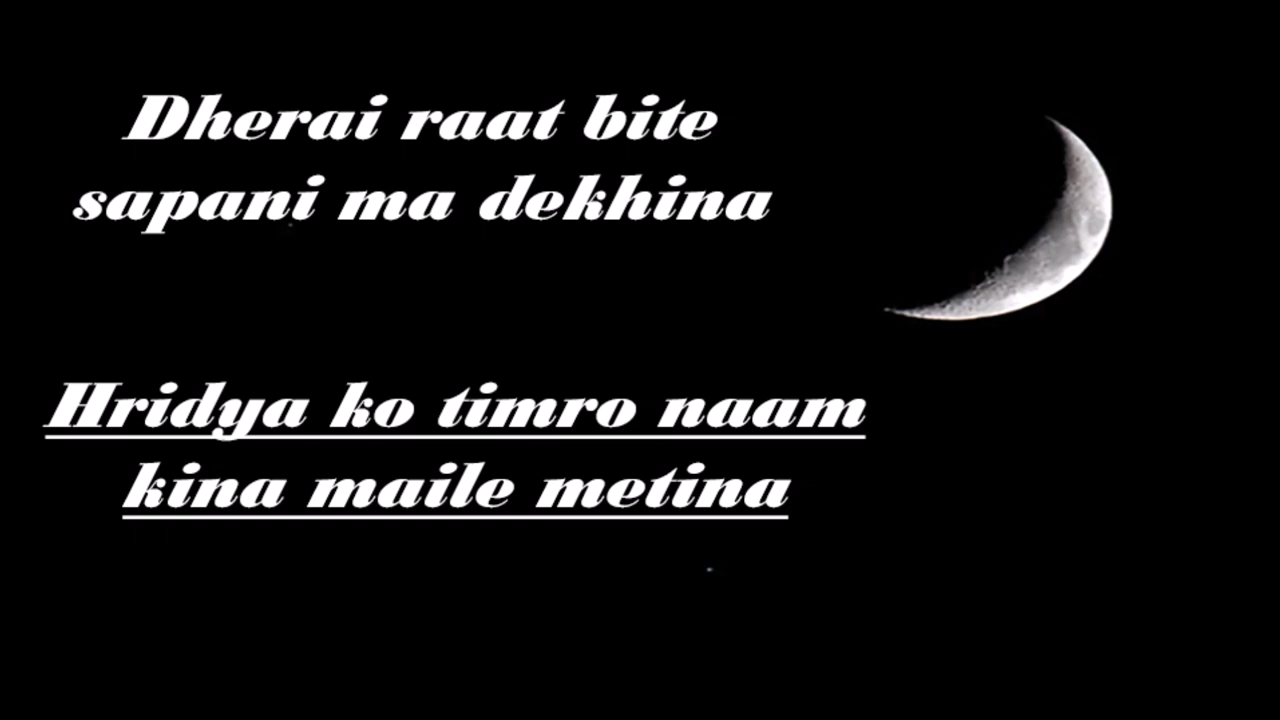 Dherai raat bite
sapani ma dekhina
Hridya ko timro naam
kina maile metina